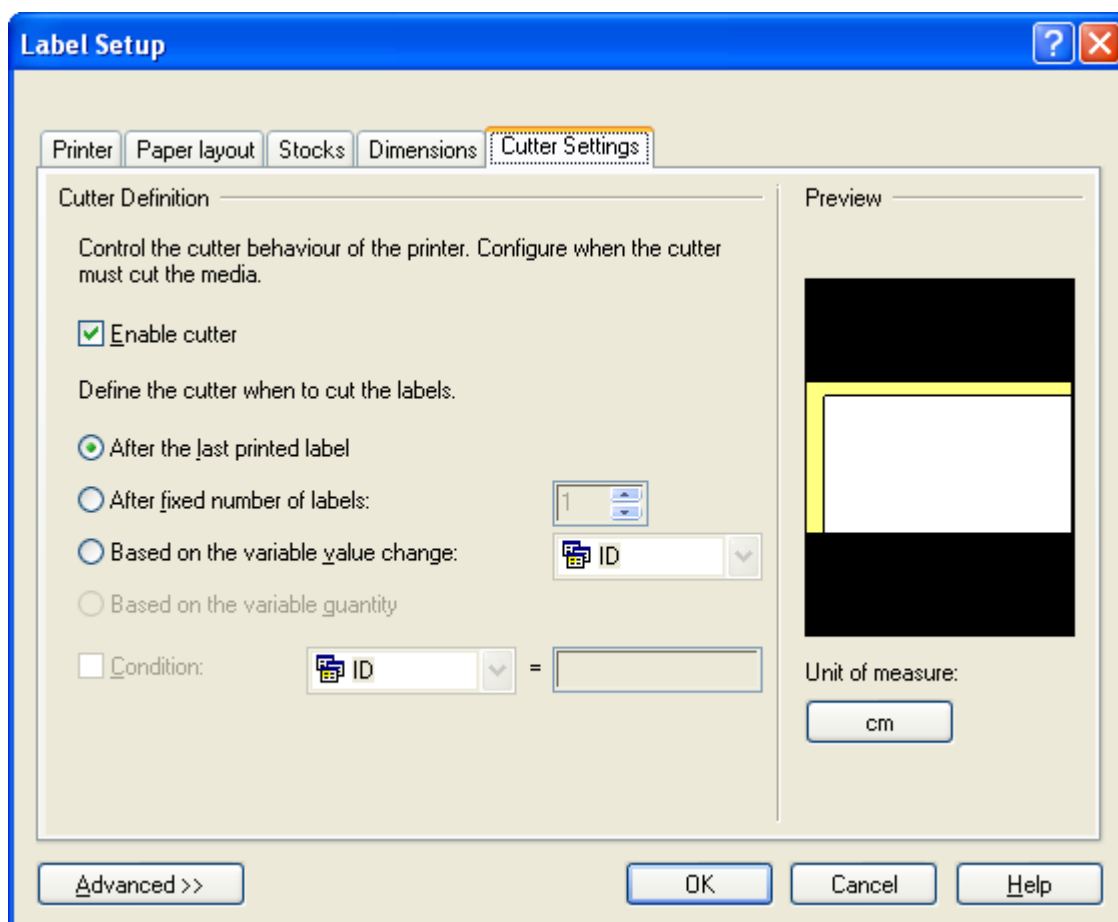 Label Setup
Printer Paper layout Stocks Dimensions Cutter Settings
Cutter Definition
Control the cutter behaviour of the printer. Configure when the cutter
must cut the media.
Enable cutter
Define the cutter when to cut the labels.
After the last printed label
After fixed number of labels: 1
Based on the variable value change: ID
Based on the variable quantity
Condition: ID =
Preview
Unit of measure:
cm
Advanced >> OK Cancel Help